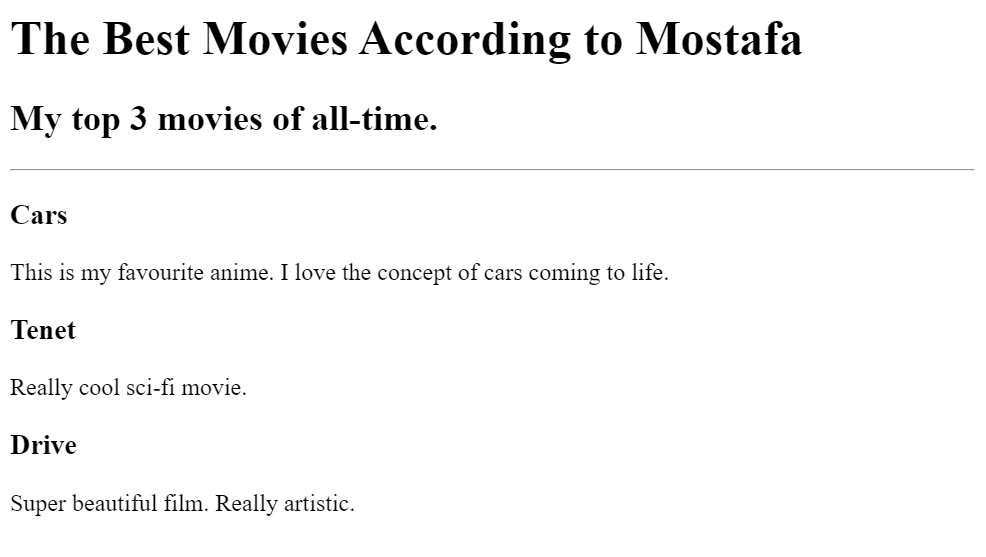 The Best Movies According to Mostafa
My top 3 movies of all-time.
Cars
This is my favourite anime. I love the concept of cars coming to life.
Tenet
Really cool sci-fi movie.
Drive
Super beautiful film. Really artistic.